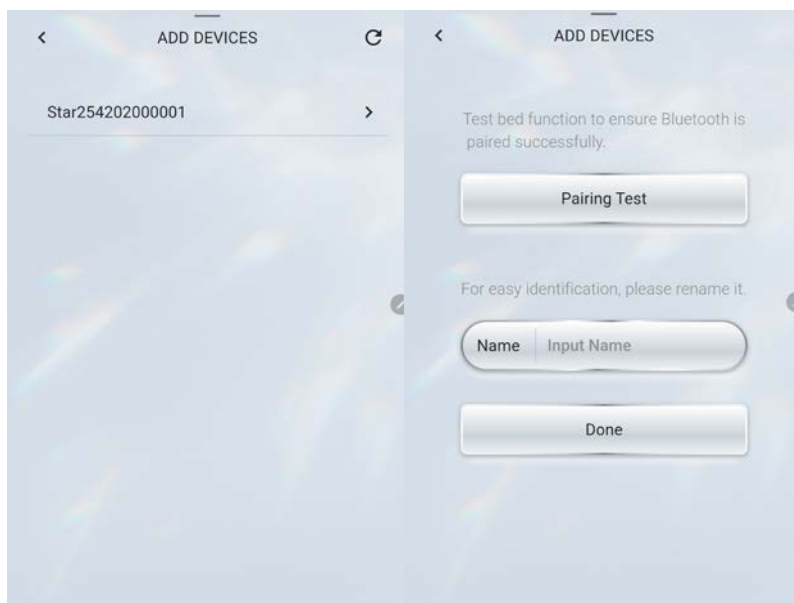 ADD DEVICES
Star254202000001
ADD DEVICES
Test bed function to ensure Bluetooth is
paired successfully.
Pairing Test
For easy identification, please rename it.
Name Input Name
Done